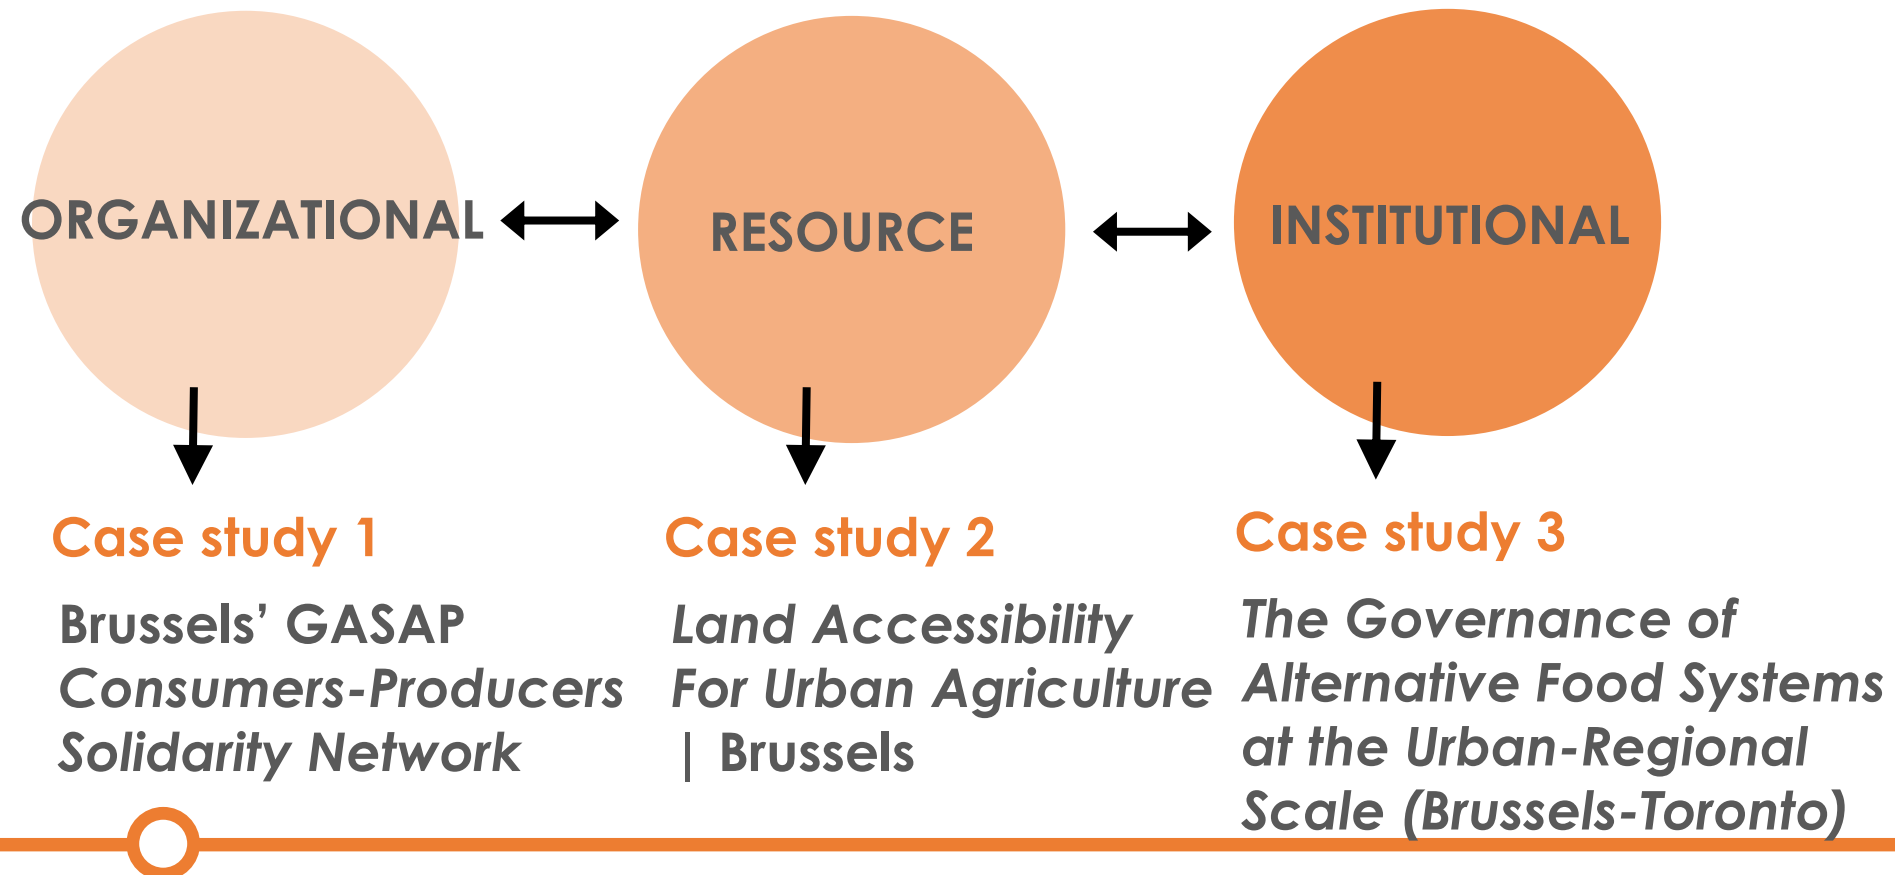 ORGANIZATIONAL
RESOURCE
INSTITUTIONAL
Case study 1
Brussels’ GASAP
Consumers-Producers
Solidarity Network
Case study 2
Land Accessibility
For Urban Agriculture
| Brussels
Case study 3
The Governance of
Alternative Food Systems
at the Urban-Regional
Scale (Brussels-Toronto)